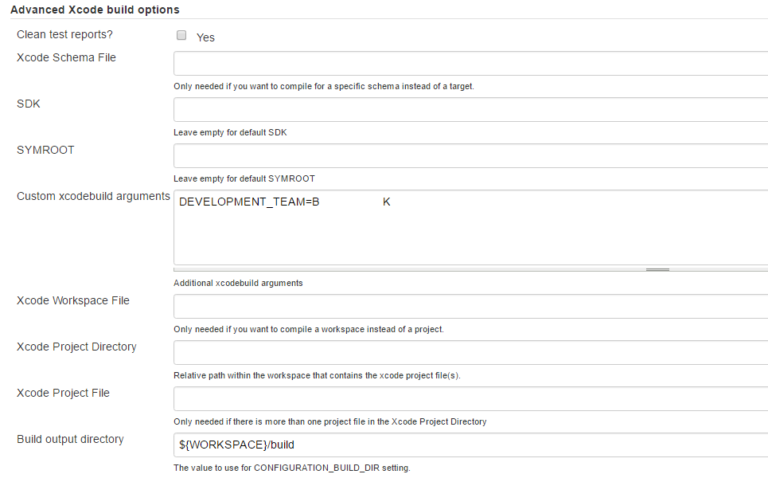 Advanced Xcode build options
Clean test reports? Yes
Xcode Schema File
Only needed if you want to compile for a specific schema instead of a target.
SDK
Leave empty for default SDK
SYMROOT
Leave empty for default SYMROOT
Custom xcodebuild arguments DEVELOPMENT_TEAM=B K
Additional xcodebuild arguments
Xcode Workspace File
Only needed if you want to compile a workspace instead of a project.
Xcode Project Directory
Relative path within the workspace that contains the xcode project file(s).
Xcode Project File
Only needed if there is more than one project file in the Xcode Project Directory
Build output directory ${WORKSPACE}/build
The value to use for CONFIGURATION_BUILD_DIR setting.